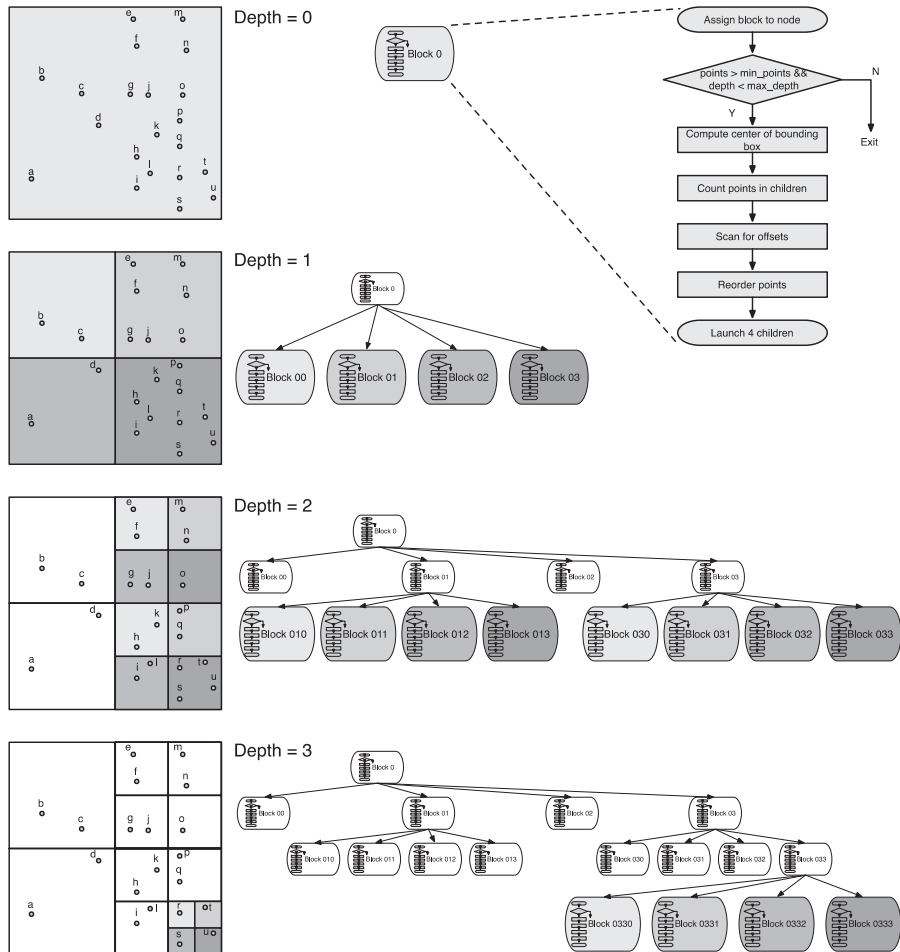 Depth = 0
e m
f n
b
c g j o
d p
k q
h
a i l r t
s u
Block 0
Assign block to node
points > min_points &&
depth < max_depth
N
Y
Exit
Compute center of bounding
box
Count points in children
Scan for offsets
Reorder points
Launch 4 children
Depth = 1
e m
f n
b
c g j o
d p
k q
h
a i l r t
s u
Block 0
Block 00 Block 01 Block 02 Block 03
Depth = 2
e m
f n
b
c g j o
d p
k q
h
a i l r t
s u
Block 0
Block 00 Block 01 Block 02 Block 03
Block 010 Block 011 Block 012 Block 013 Block 030 Block 031 Block 032 Block 033
Depth = 3
e m
f n
b
c g j o
d p
k q
h
a i l r t
s u
Block 0
Block 00 Block 01 Block 02 Block 03
Block 010 Block 011 Block 012 Block 013 Block 030 Block 031 Block 032 Block 033
Block 0330 Block 0331 Block 0332 Block 0333